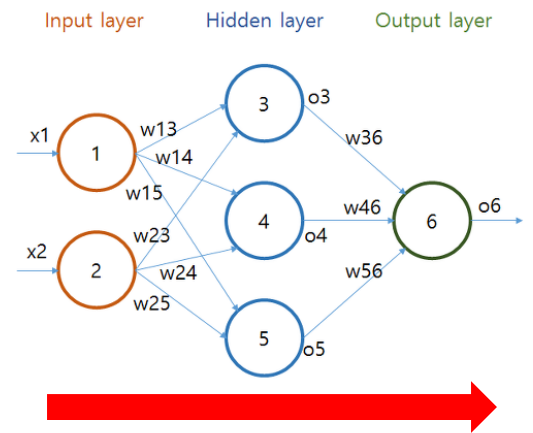 Input layer
Hidden layer
Output layer
x1
1
w13
w14
w15
x2
2
w23
w24
w25
3
o3
4
o4
5
o5
w36
w46
w56
6
o6